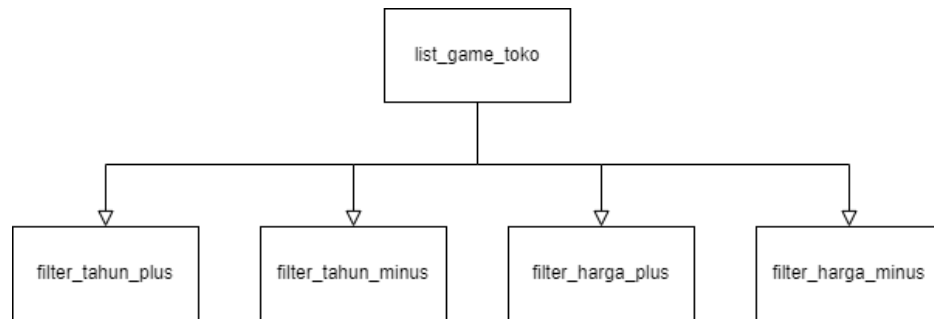 list_game_toko
filter_tahun_plus
filter_tahun_minus
filter_harga_plus
filter_harga_minus